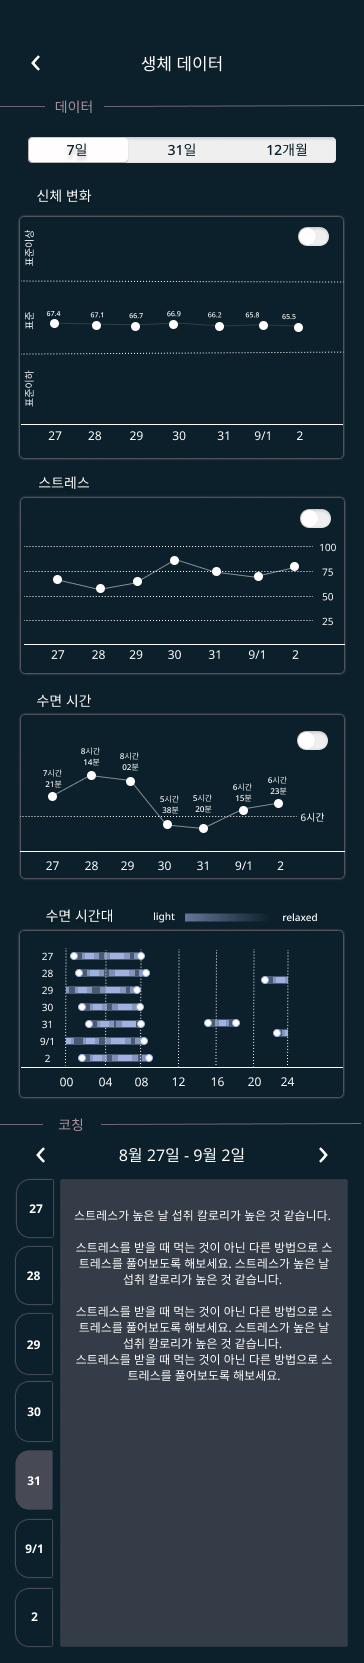 생체 데이터
데이터
7일 31일 12개월
신체 변화
표준이상
67.4 67.1 66.7 66.9 66.2 65.8 65.5
표준
표준이하
27 28 29 30 31 9/1 2
스트레스
100
75
50
25
27 28 29 30 31 9/1 2
수면 시간
7시간
21분
8시간
14분
8시간
02분
5시간
38분
5시간
20분
6시간
15분
6시간
23분
6시간
27 28 29 30 31 9/1 2
수면 시간대 light relaxed
27
28
29
30
31
9/1
2
00 04 08 12 16 20 24
코칭
8월 27일 - 9월 2일
27
28
29
30
31
9/1
2
스트레스가 높은 날 섭취 칼로리가 높은 것 같습니다.
스트레스를 받을 때 먹는 것이 아닌 다른 방법으로 스
트레스를 풀어보도록 해보세요. 스트레스가 높은 날
섭취 칼로리가 높은 것 같습니다.
스트레스를 받을 때 먹는 것이 아닌 다른 방법으로 스
트레스를 풀어보도록 해보세요. 스트레스가 높은 날
섭취 칼로리가 높은 것 같습니다.
스트레스를 받을 때 먹는 것이 아닌 다른 방법으로 스
트레스를 풀어보도록 해보세요.